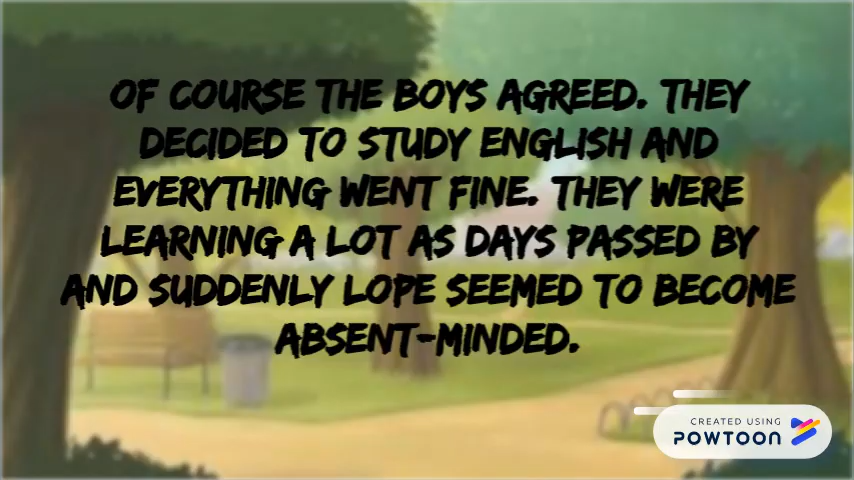 OF COURSE THE BOYS AGREED. THEY
DECIDED TO STUDY ENGLISH AND
EVERYTHING WENT FINE. THEY WERE
LEARNING A LOT AS DAYS PASSED BY
AND SUDDENLY LOPE SEEMED TO BECOME
ABSENT-MINDED.
CREATED USING
POWTOON